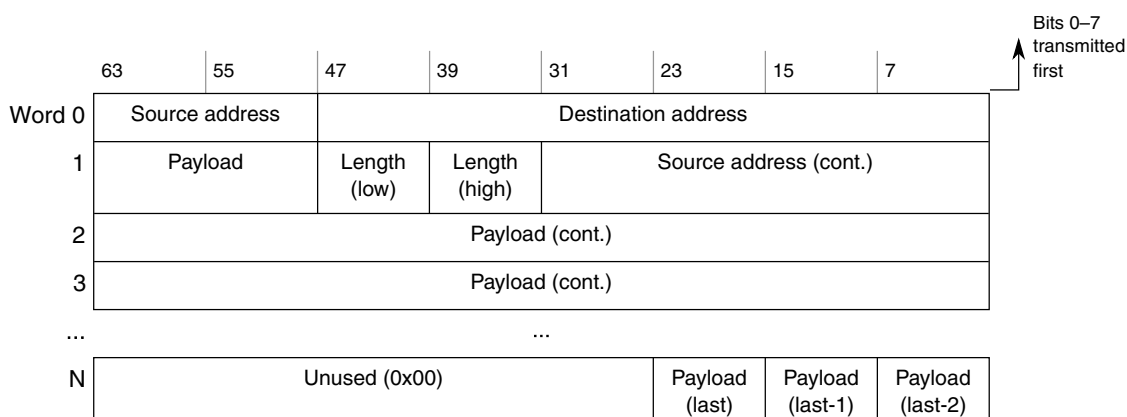 Bits 0–7
transmitted
first
63 55 47 39 31 23 15 7
Word 0 Source address Destination address
1 Payload Length (low) Length (high) Source address (cont.)
2 Payload (cont.)
3 Payload (cont.)
... ...
N Unused (0x00) Payload (last) Payload (last-1) Payload (last-2)